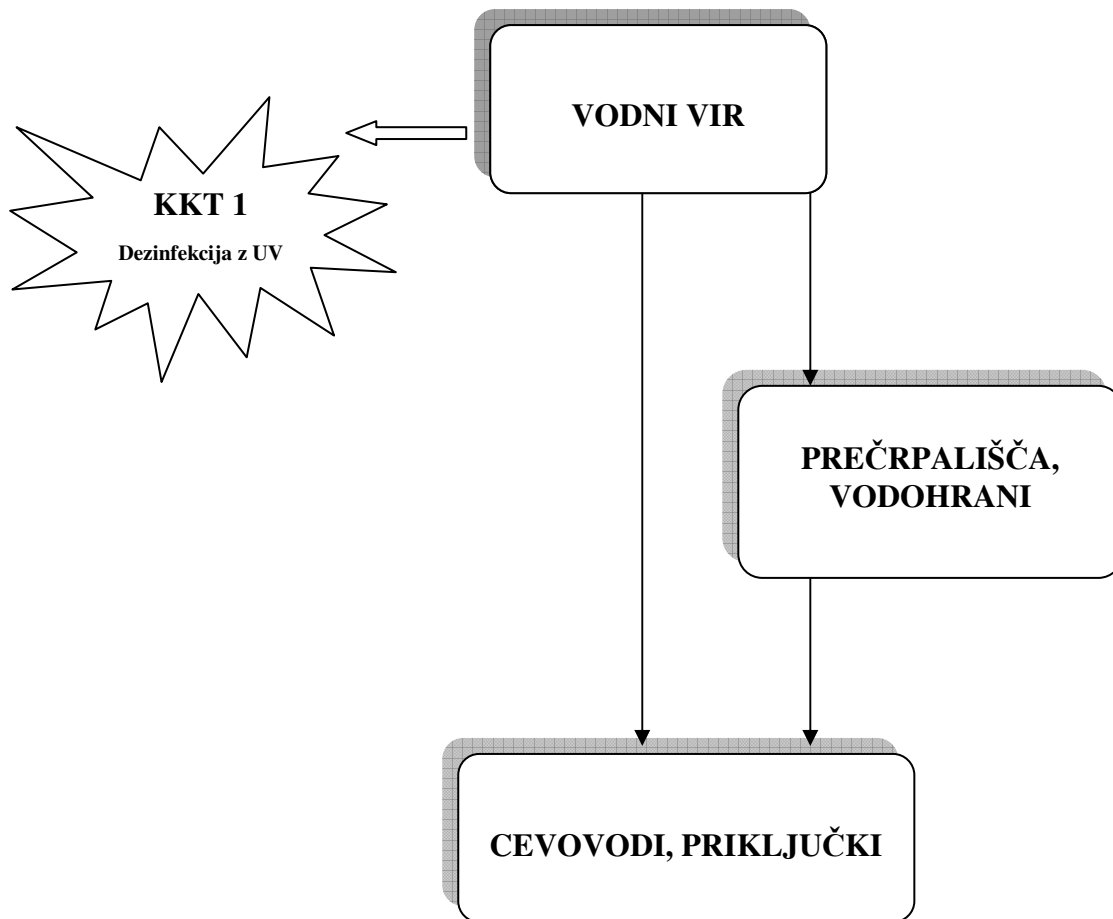 VODNI VIR
KKT 1
Dezinfekcija z UV
PREČRPALIŠČA,
VODOHRANI
CEVOVODI, PRIKLJUČKI